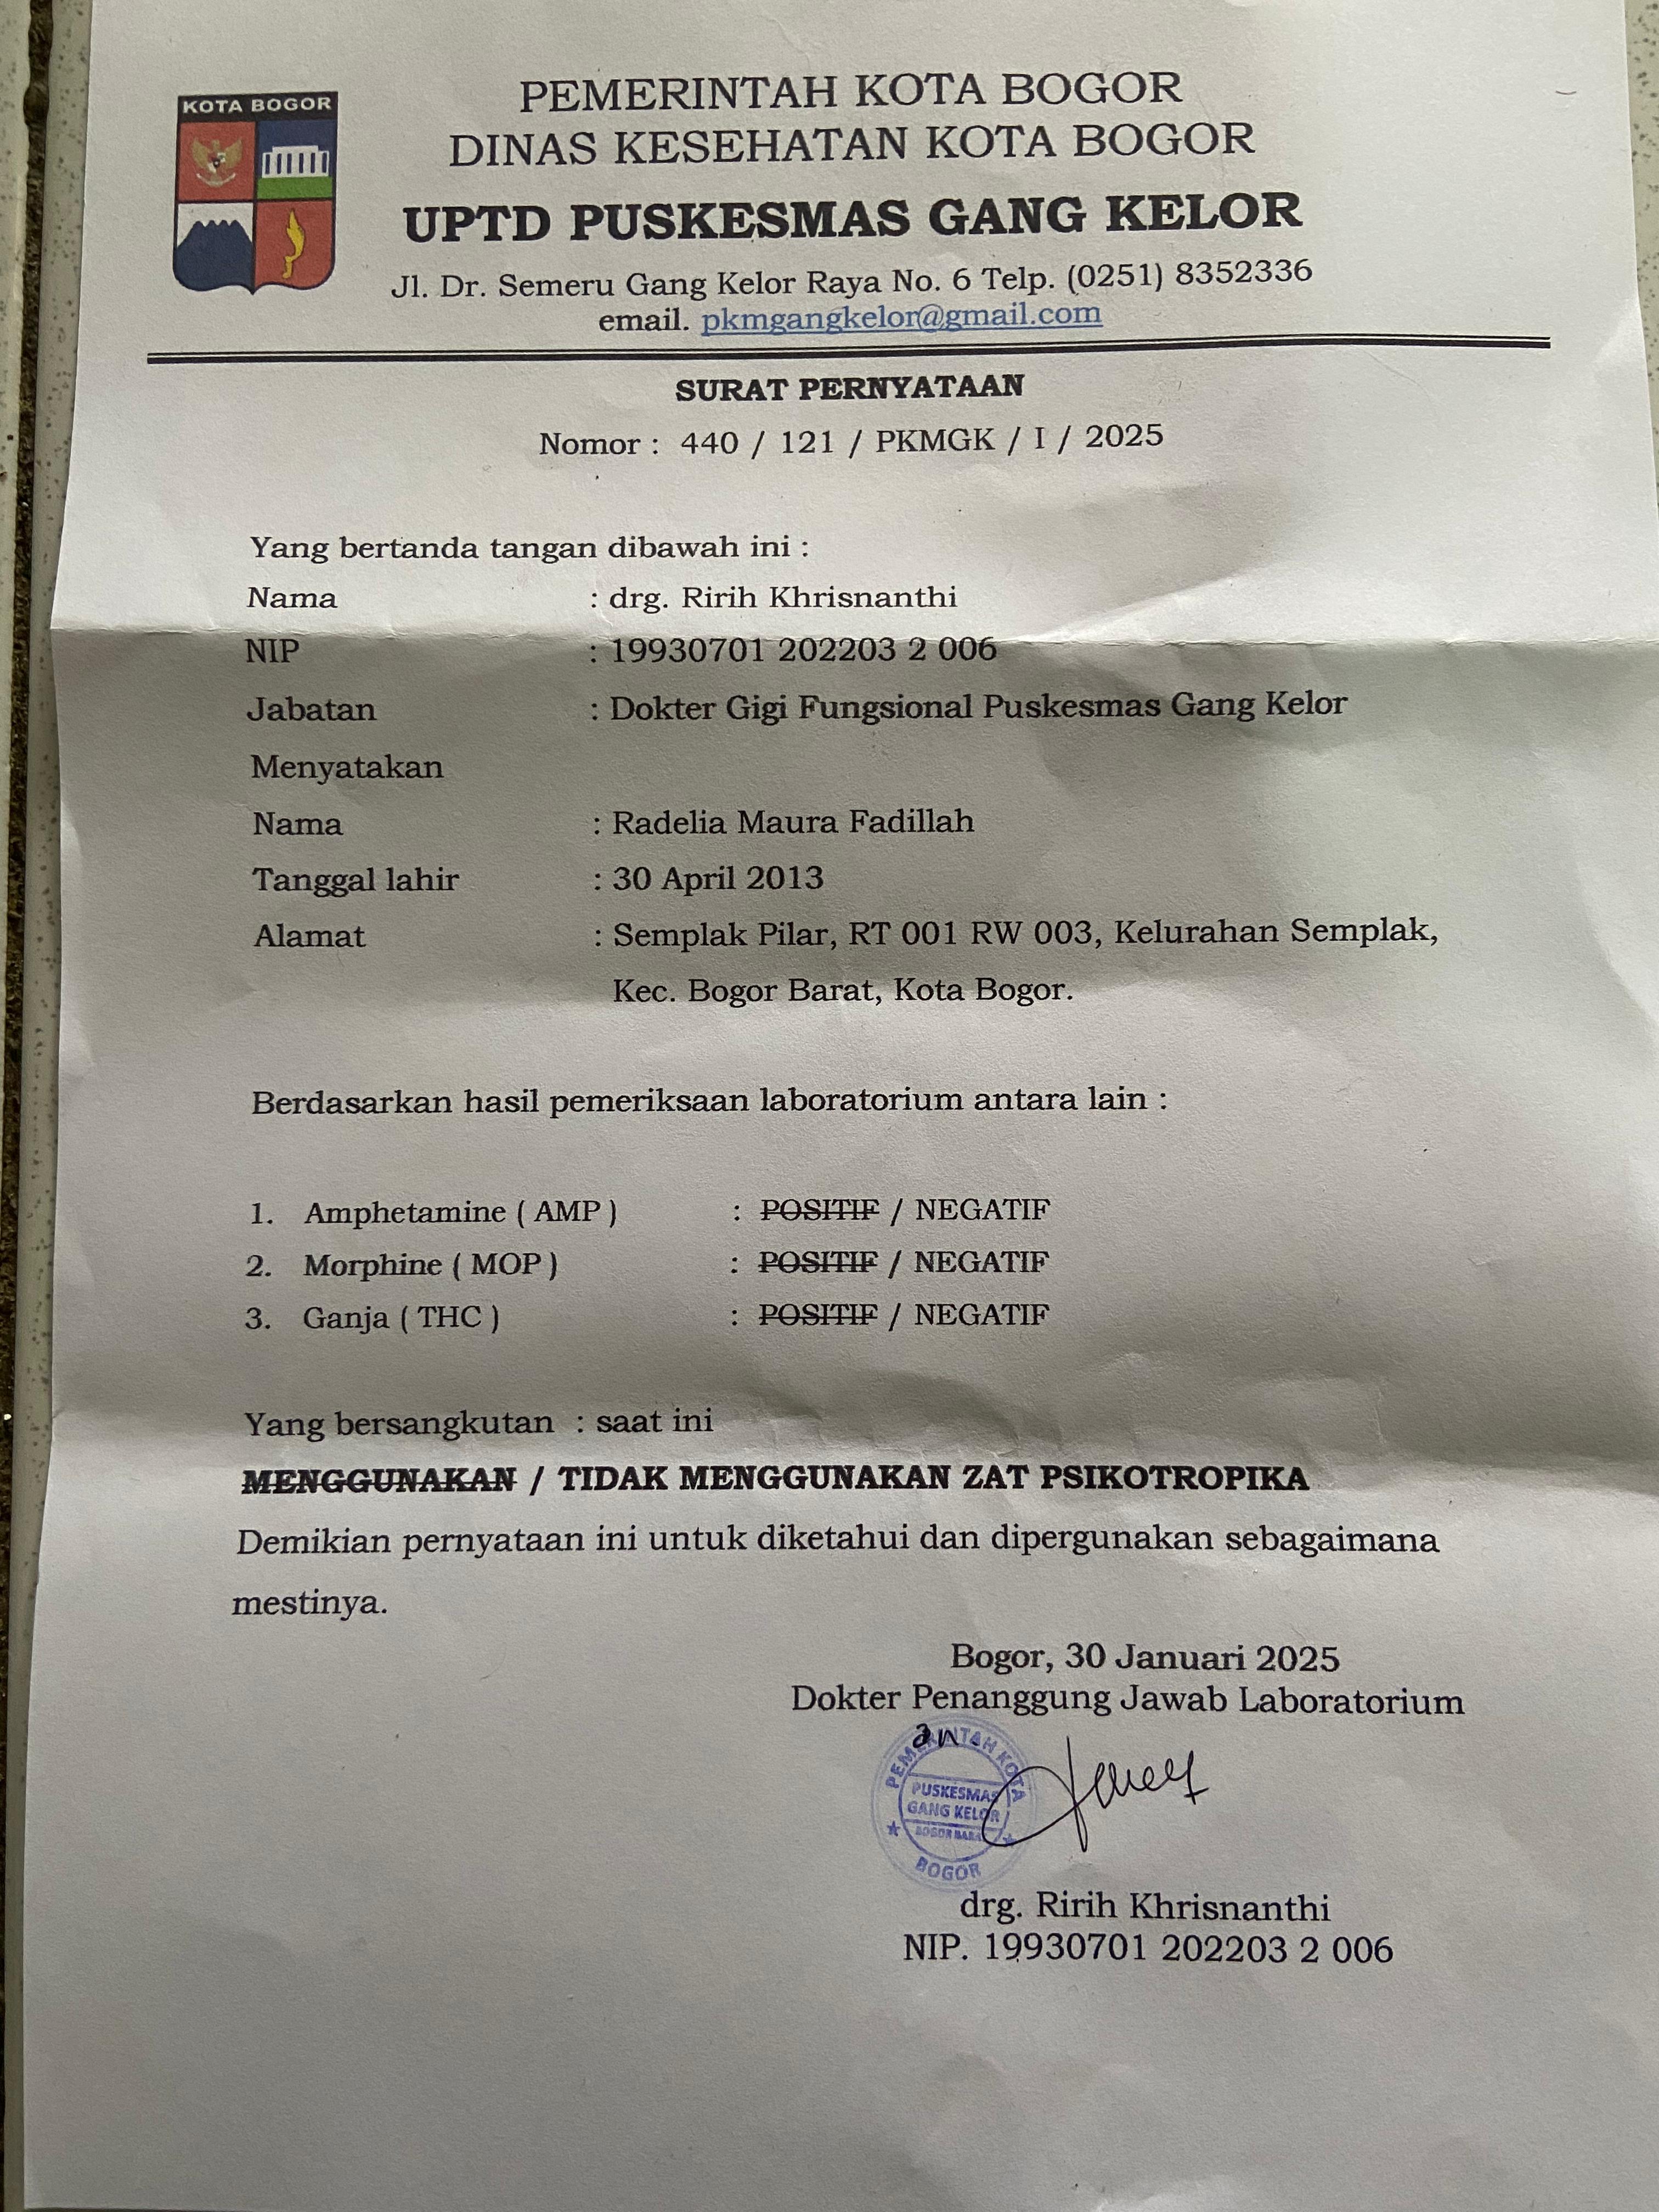 KOTA BOGOR
PEMERINTAH KOTA BOGOR
DINAS KESEHATAN KOTA BOGOR
UPTD PUSKESMAS GANG KELOR
Jl. Dr. Semeru Gang Kelor Raya No. 6 Telp. (0251) 8352336
email. pkmgangkelor@gmail.com
SURAT PERNYATAAN
Nomor : 440 / 121 / PKMGK / I / 2025
Yang bertanda tangan dibawah ini :
Nama : drg. Ririh Khrisnanthi
NIP : 19930701 202203 2 006
Jabatan : Dokter Gigi Fungsional Puskesmas Gang Kelor
Menyatakan
Nama : Radelia Maura Fadillah
Tanggal lahir : 30 April 2013
Alamat : Semplak Pilar, RT 001 RW 003, Kelurahan Semplak,
Kec. Bogor Barat, Kota Bogor.
Berdasarkan hasil pemeriksaan laboratorium antara lain :
1. Amphetamine ( AMP ) : POSITIF / NEGATIF
2. Morphine ( MOP ) : POSITIF / NEGATIF
3. Ganja ( THC ) : POSITIF / NEGATIF
Yang bersangkutan : saat ini
MENGGUNAKAN / TIDAK MENGGUNAKAN ZAT PSIKOTROPIKA
Demikian pernyataan ini untuk diketahui dan dipergunakan sebagaimana
mestinya.
Bogor, 30 Januari 2025
Dokter Penanggung Jawab Laboratorium
an.
PEMERINTAH KOTA
PUSKESMAS
GANG KELOR
BOGOR BARAT
BOGOR
drg. Ririh Khrisnanthi
NIP. 19930701 202203 2 006